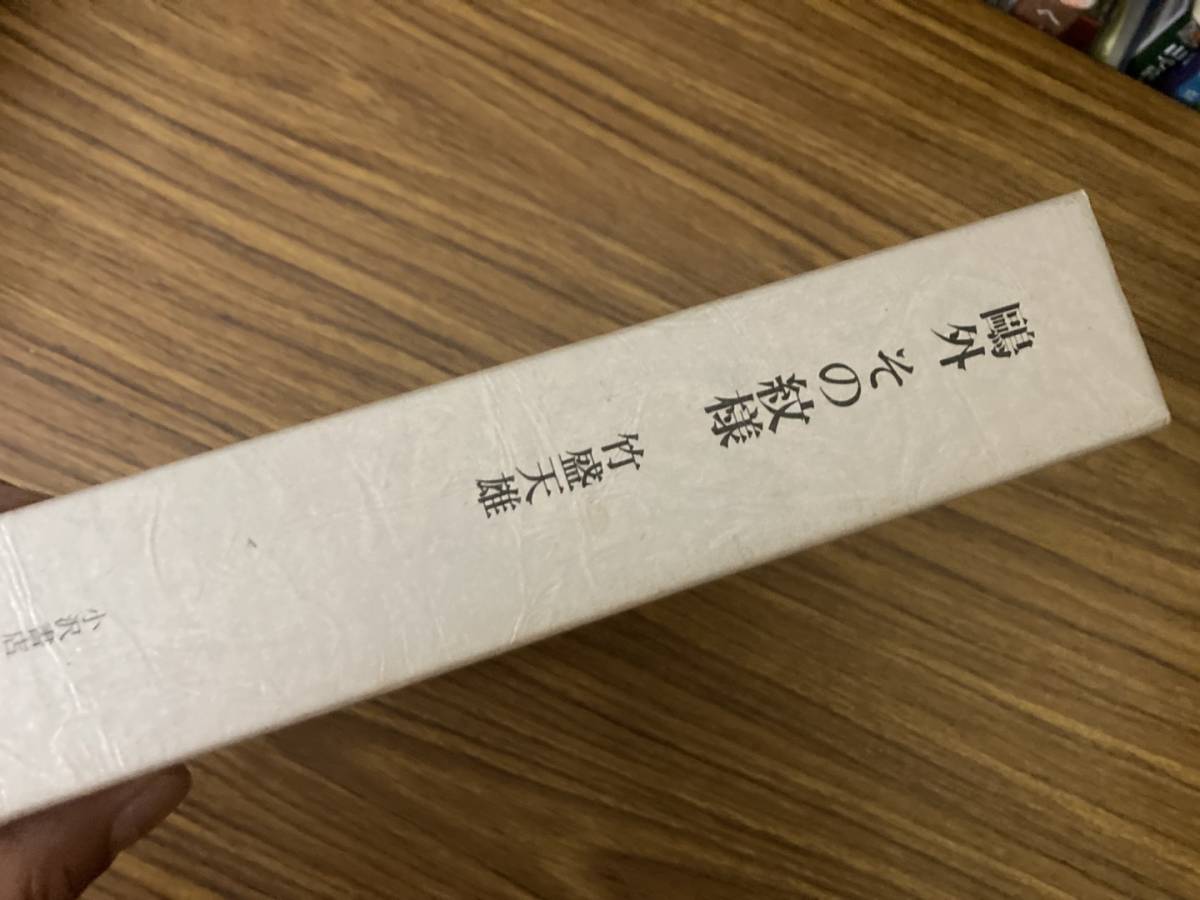 鷗外 その紋様
竹盛天雄
小沢書店